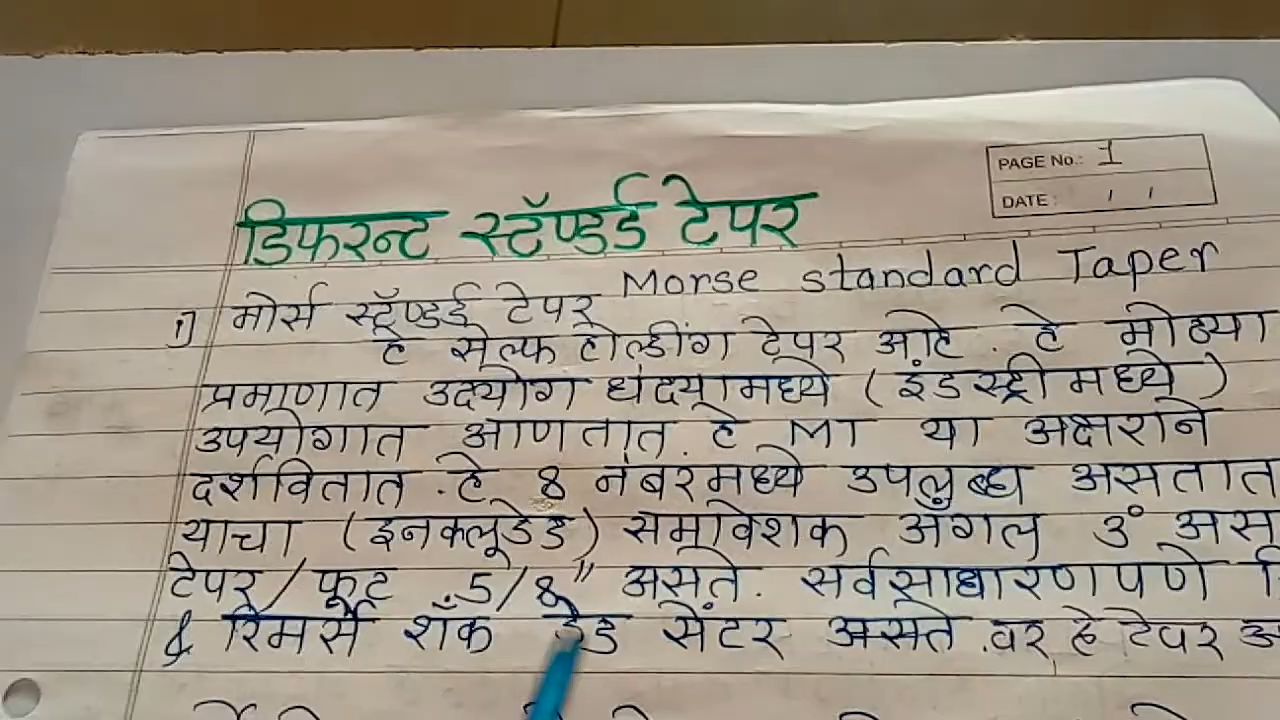 PAGE No.: 1
DATE : / /
डिफरन्ट स्टॅण्डर्ड टेपर
1) मोर्स स्टॅण्डर्ड टेपर Morse standard Taper
हे सेल्फ होल्डींग टेपर आहे. हे मोठ्या
प्रमाणात उदयोग धंदयामध्ये (इंडस्ट्रीमध्ये)
उपयोगात आणतात. हे MT या अक्षराने
दर्शवितात. हे 8 नंबरमध्ये उपलब्ध असतात
याचा (इनक्लूडेड) समावेशक अँगल 3° अस
टेपर/फूट .5/8" असते. सर्वसाधारणपणे
& रिमर्स शँक डेड सेंटर असते. वर हे टेपर